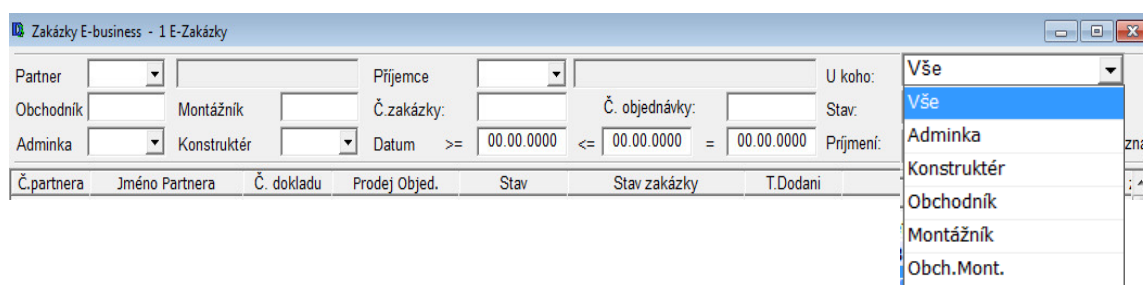 Zakázky E-business - 1 E-Zakázky
Partner Příjemce U koho: Vše
Obchodník Montážník Č.zakázky: Č. objednávky: Stav: Vše
Adminka Konstruktér Datum >= 00.00.0000 <= 00.00.0000 = 00.00.0000 Príjmení: Adminka
Č.partnera Jméno Partnera Č. dokladu Prodej Objed. Stav Stav zakázky T.Dodani Konstruktér
Obchodník
Montážník
Obch.Mont.